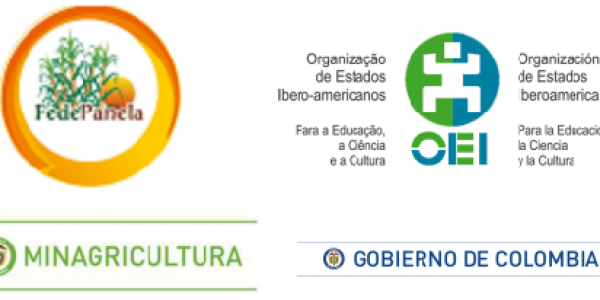 FedePanela
Organização
de Estados
Ibero-americanos
Para a Educação,
a Ciência
e a Cultura
OEI
Organización
de Estados
Iberoamerica
Para la Educació
la Ciencia
y la Cultura
MINAGRICULTURA
GOBIERNO DE COLOMBIA